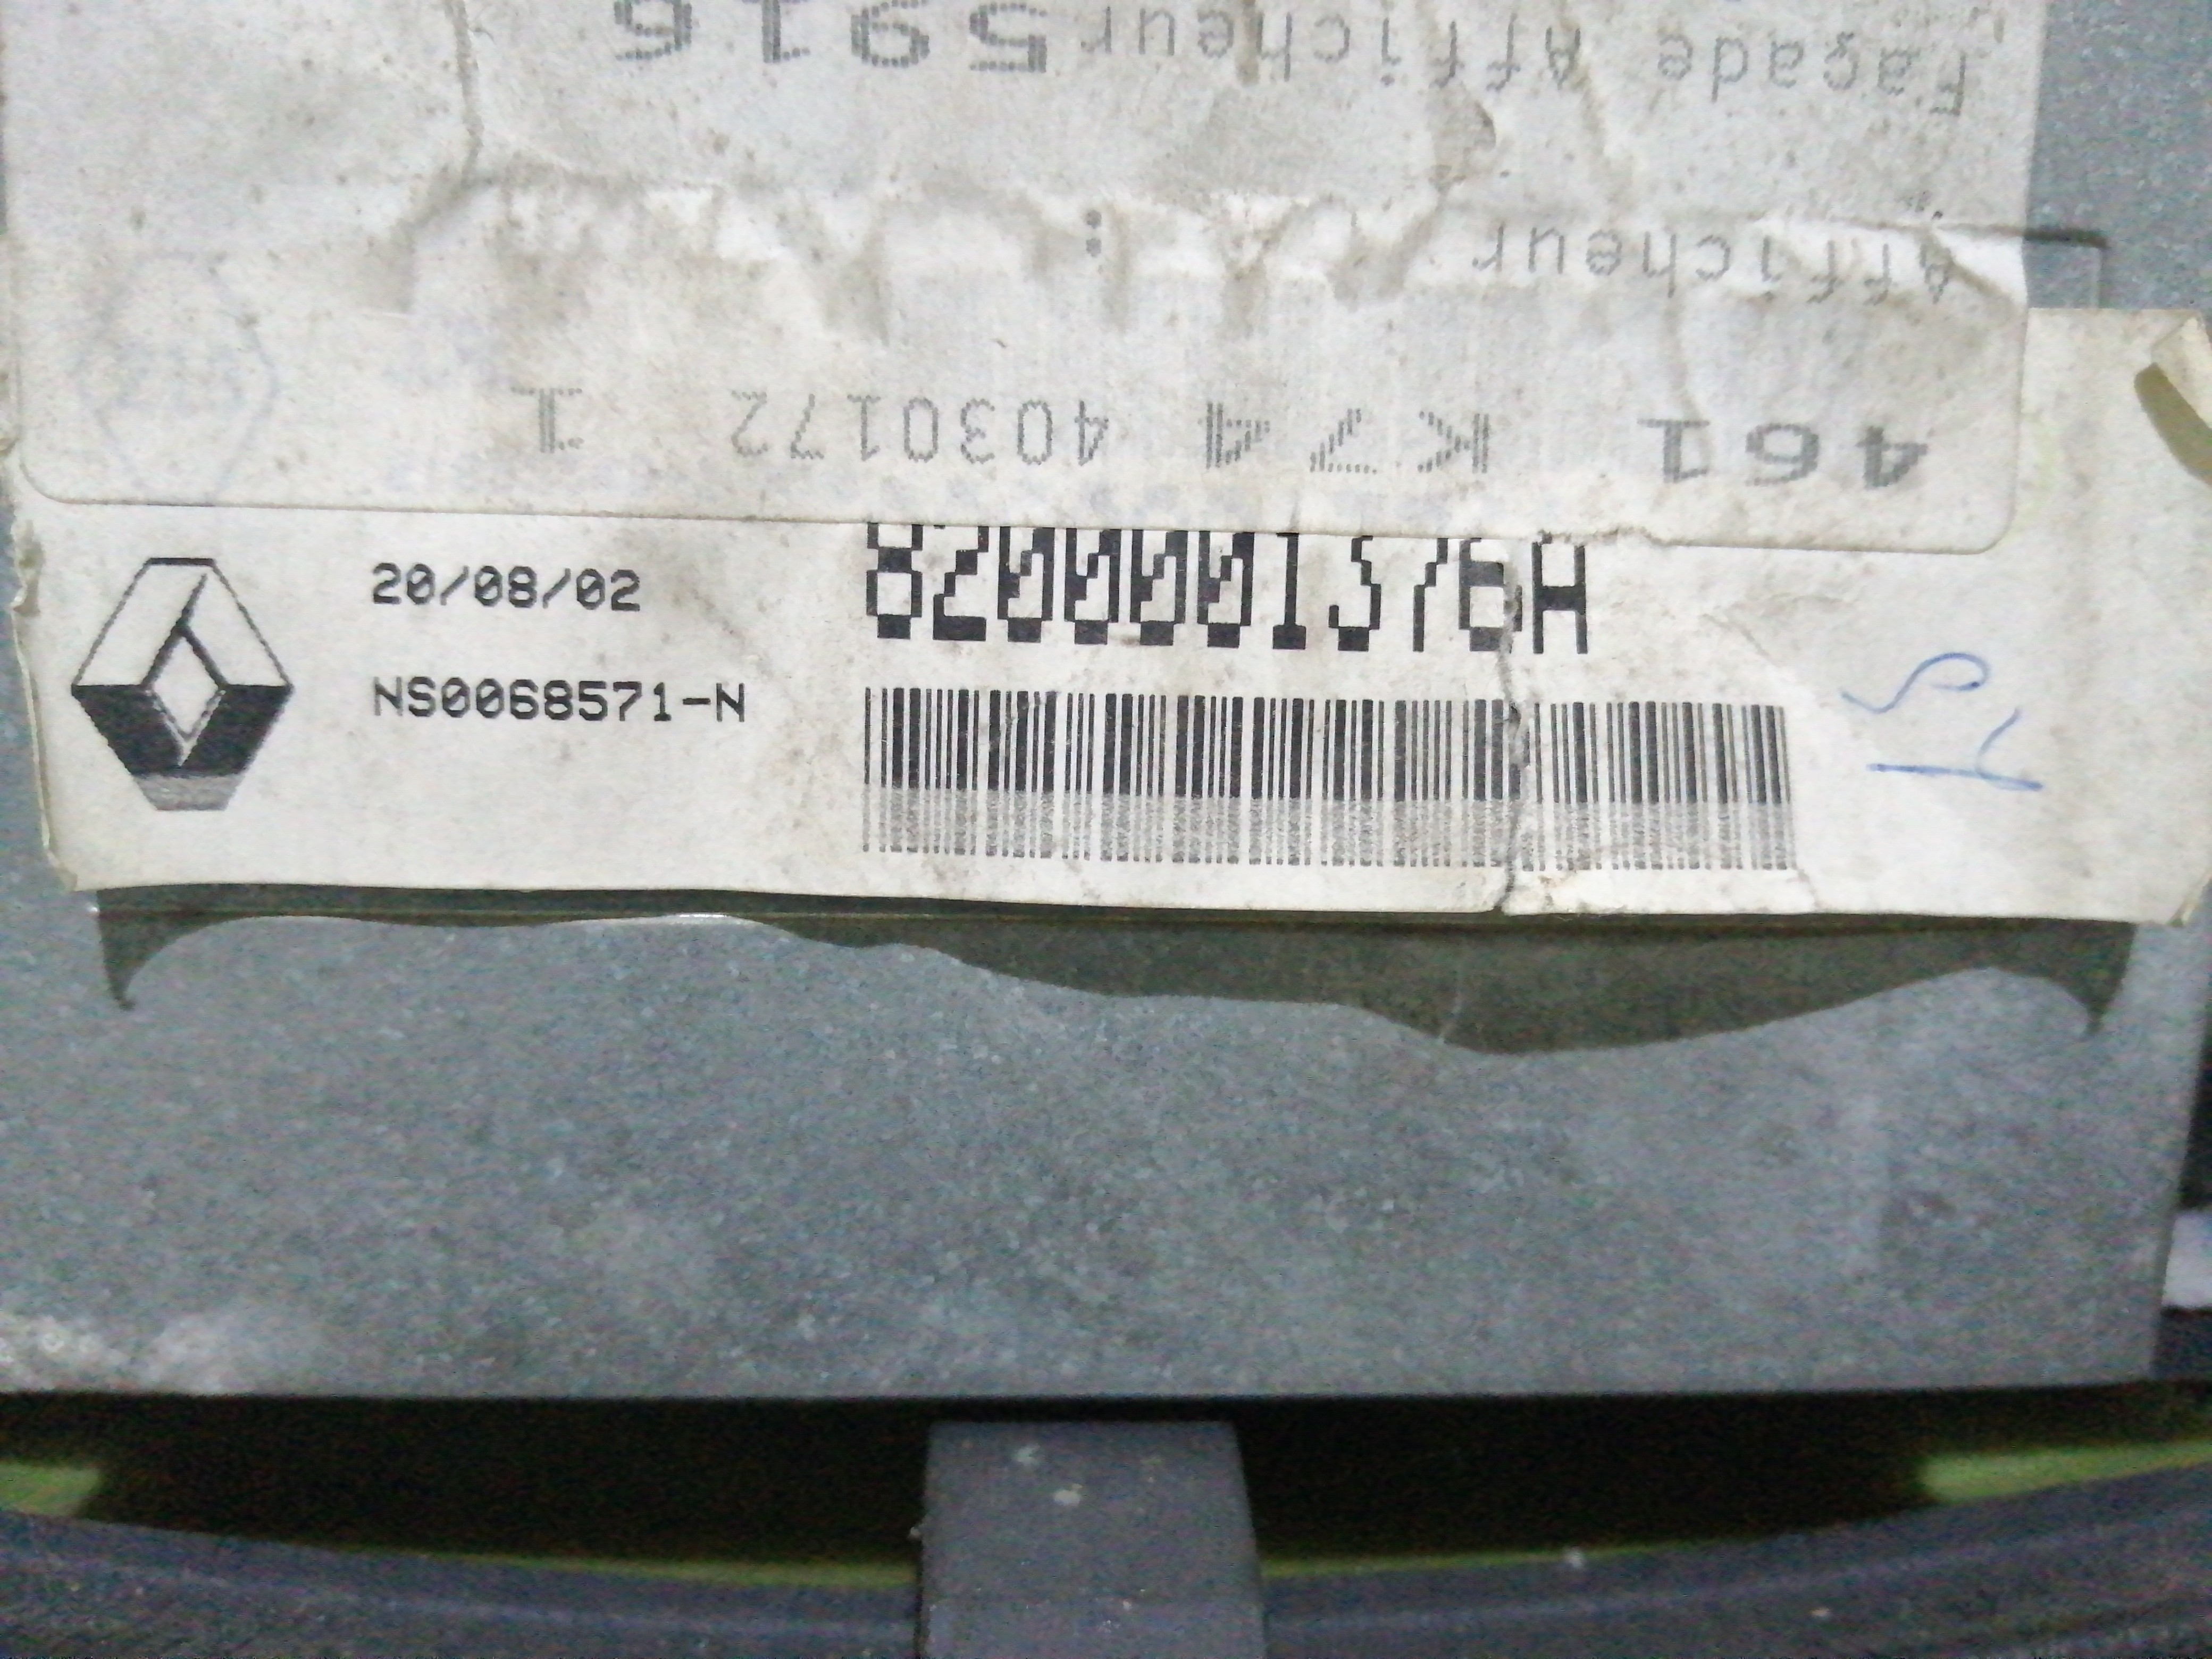 Façade Afficheur 5916
Afficheur :
461 K74 4030172 1
20/08/02
8200001376A
NS0068571-N